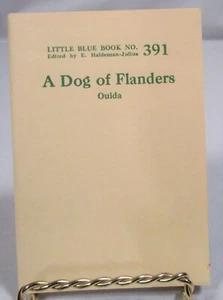 LITTLE BLUE BOOK NO. 391
Edited by E. Haldeman-Julius
A Dog of Flanders
Ouida